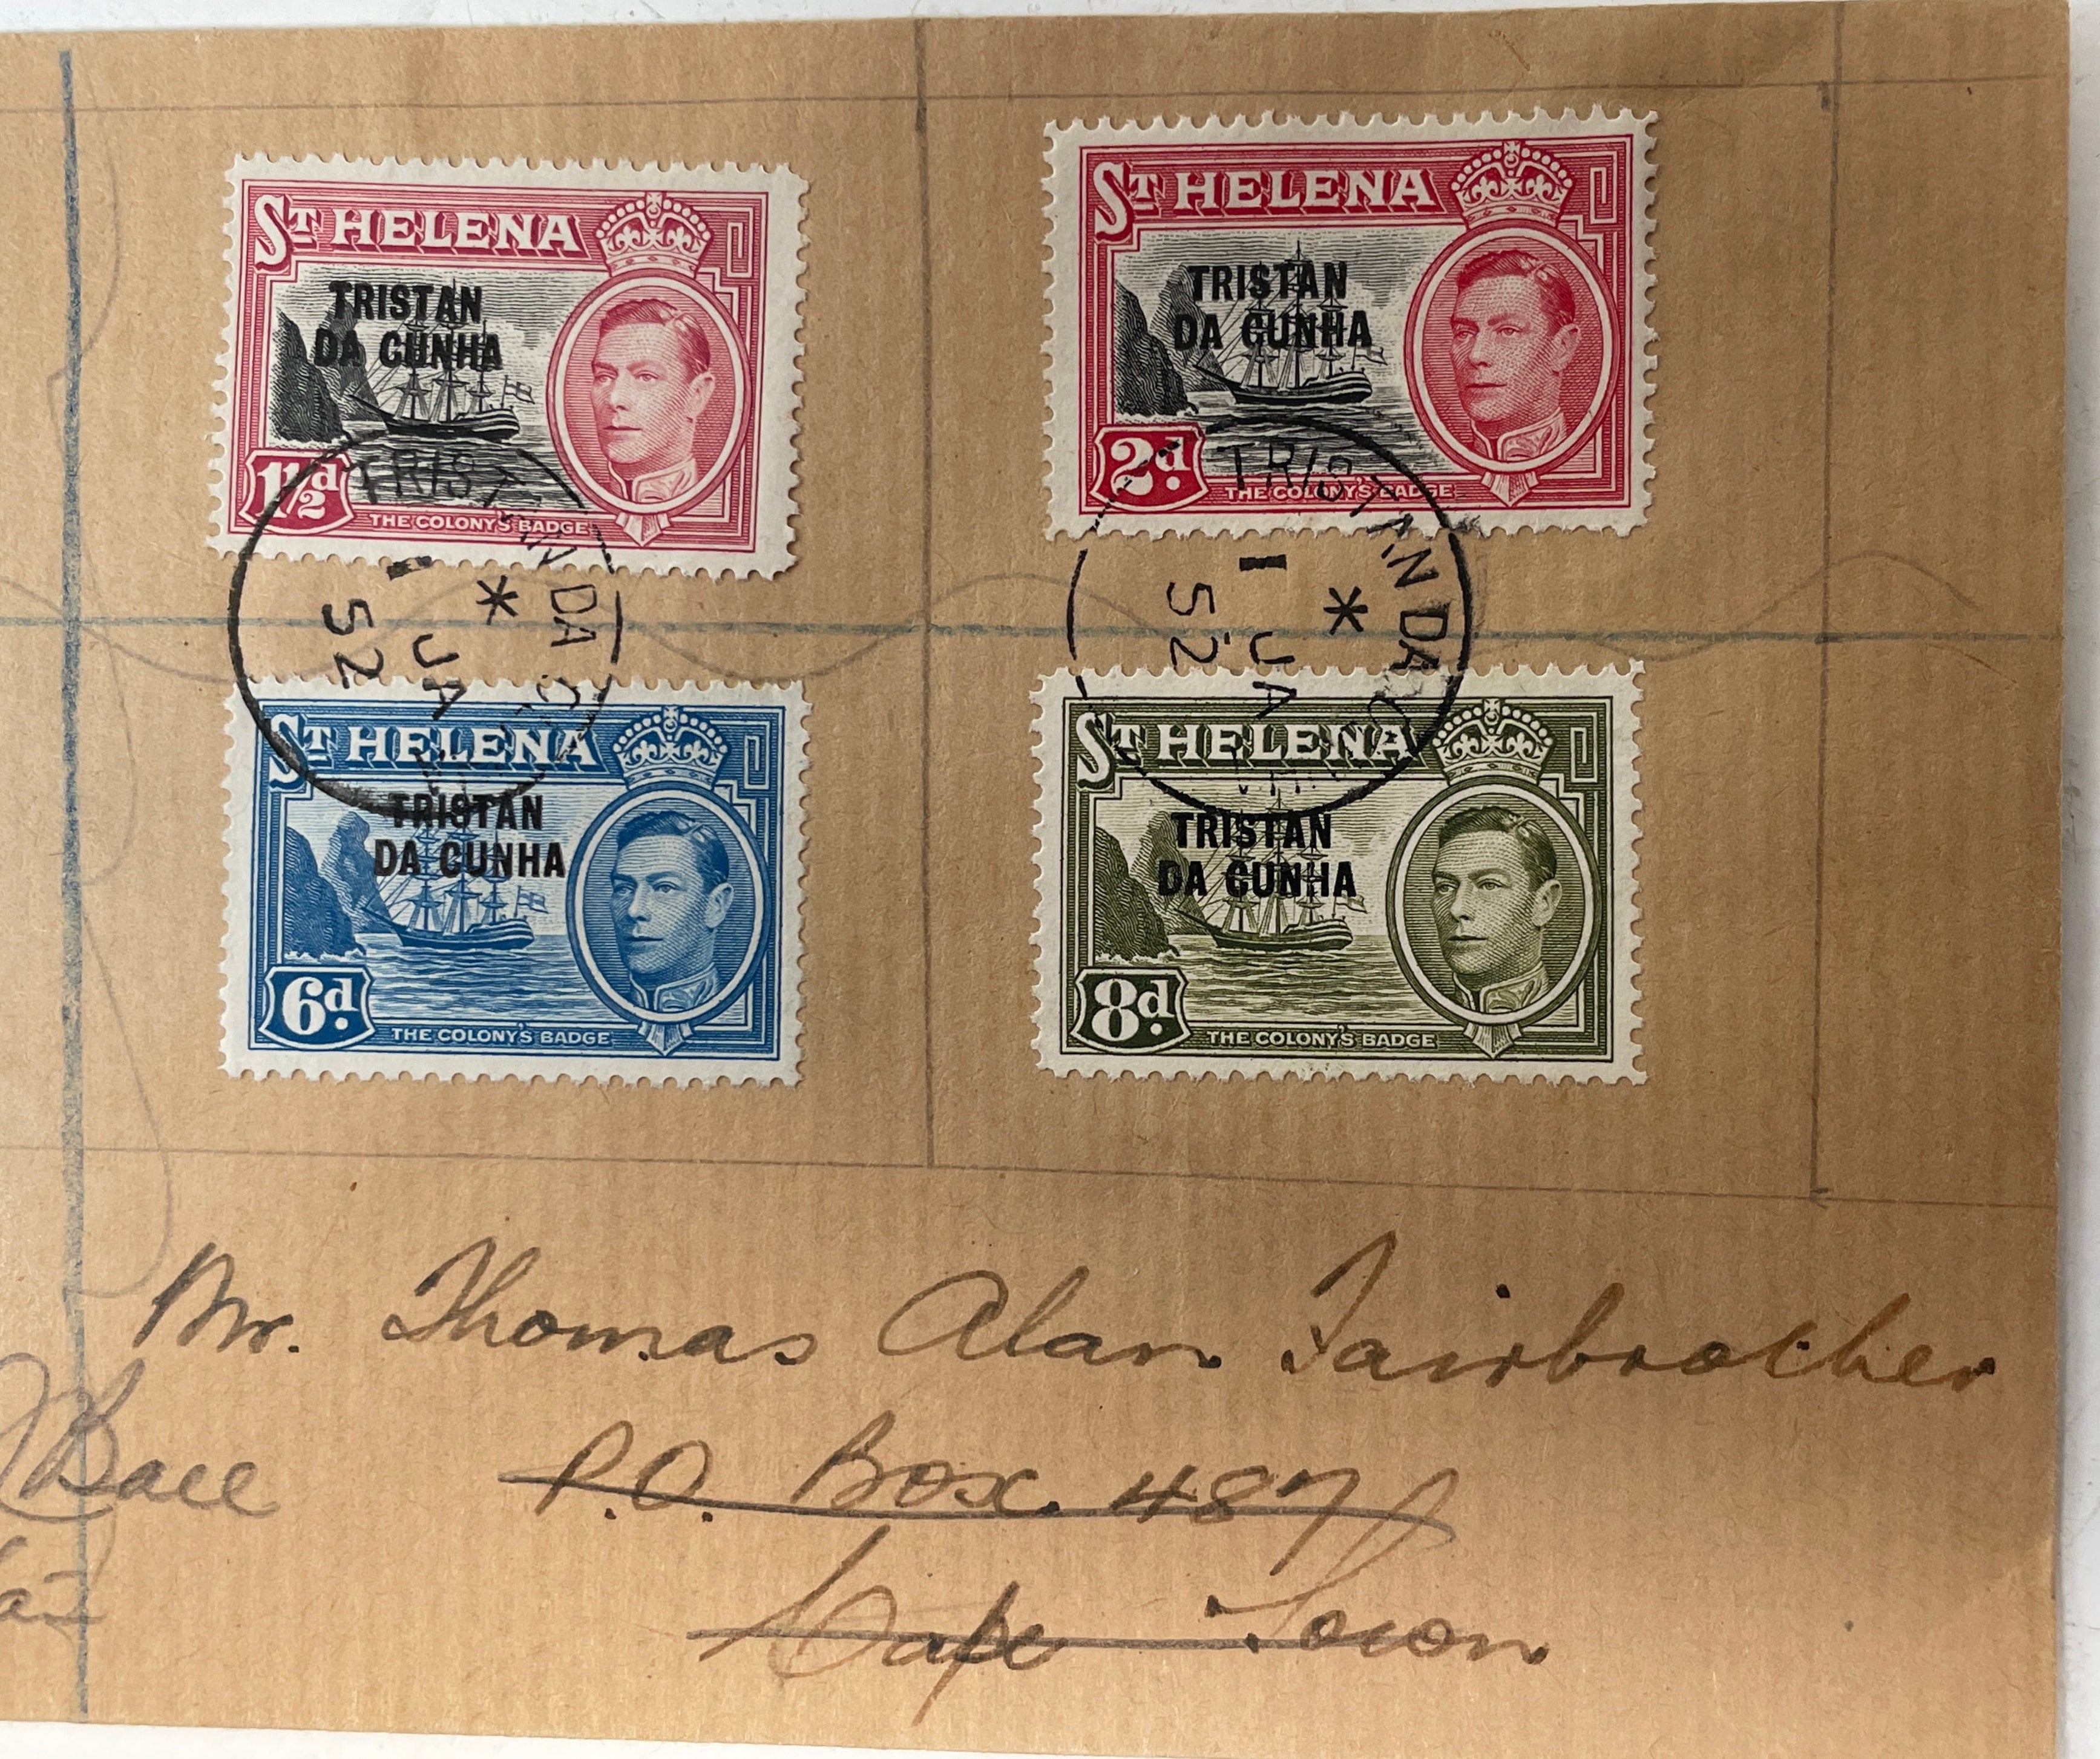 ST HELENA
TRISTAN
DA CUNHA
1½d
THE COLONY'S BADGE
ST HELENA
TRISTAN
DA CUNHA
2d.
THE COLONY'S BADGE
TRISTAN DA
*
1 JA
52
TRISTAN DA
*
1 JA
52
ST HELENA
TRISTAN
DA CUNHA
6d.
THE COLONY'S BADGE
ST HELENA
TRISTAN
DA CUNHA
8d.
THE COLONY'S BADGE
Mr. Thomas Alan Fairbrother
P.O. Box 487
Cape Town